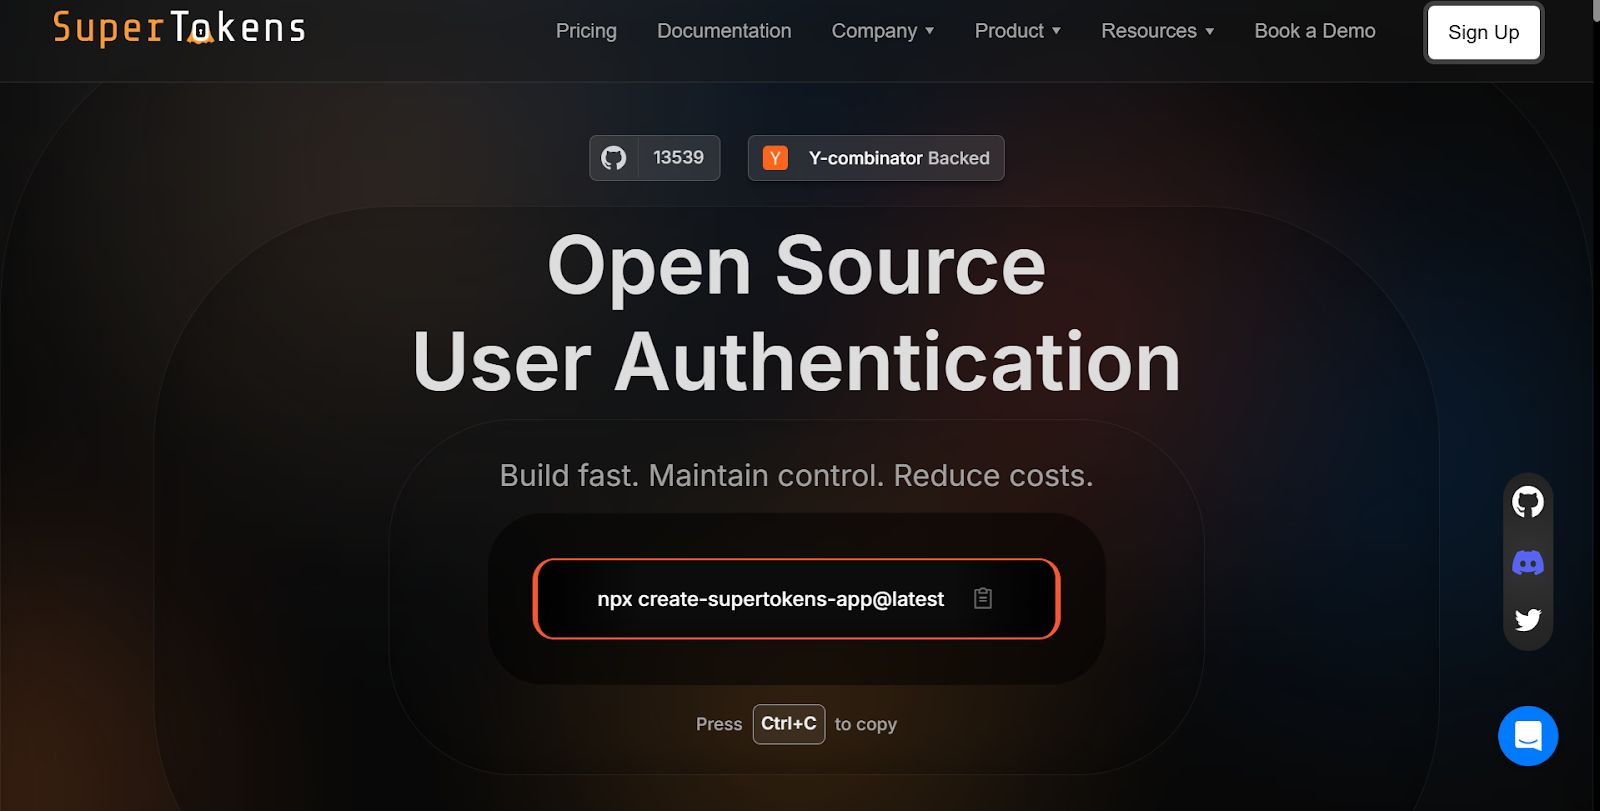 SuperTokens
Pricing Documentation Company Product Resources Book a Demo Sign Up
13539 Y Y-combinator Backed
Open Source
User Authentication
Build fast. Maintain control. Reduce costs.
npx create-supertokens-app@latest
Press Ctrl+C to copy